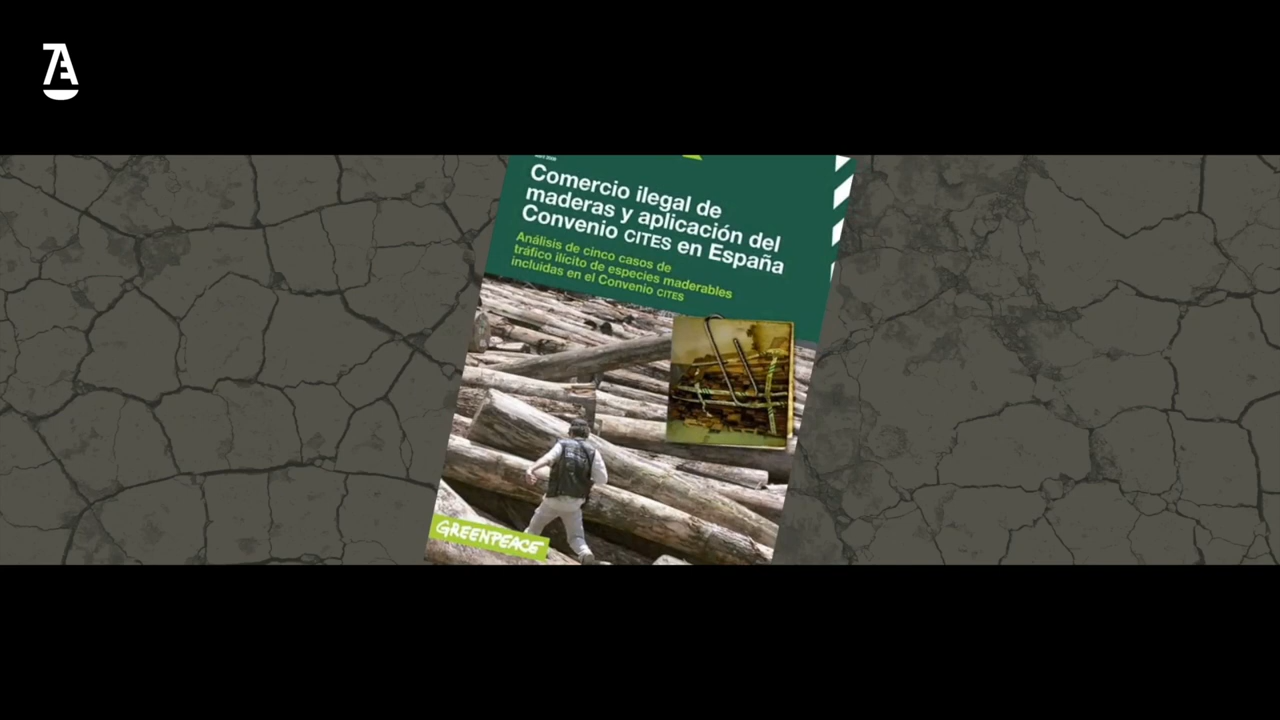 Comercio ilegal de
maderas y aplicación del
Convenio CITES en España
Análisis de cinco casos de
tráfico ilícito de especies maderables
incluidas en el Convenio CITES
GREENPEACE